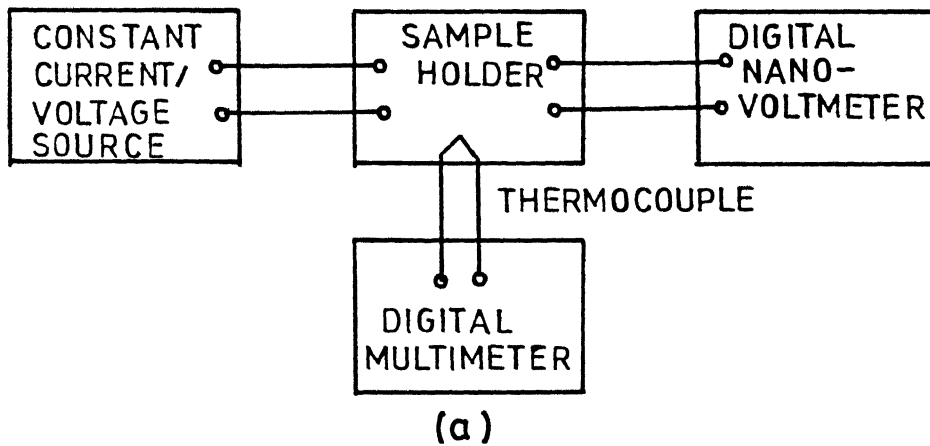 CONSTANT
CURRENT/
VOLTAGE
SOURCE
SAMPLE
HOLDER
DIGITAL
NANO-
VOLTMETER
THERMOCOUPLE
DIGITAL
MULTIMETER
(a)